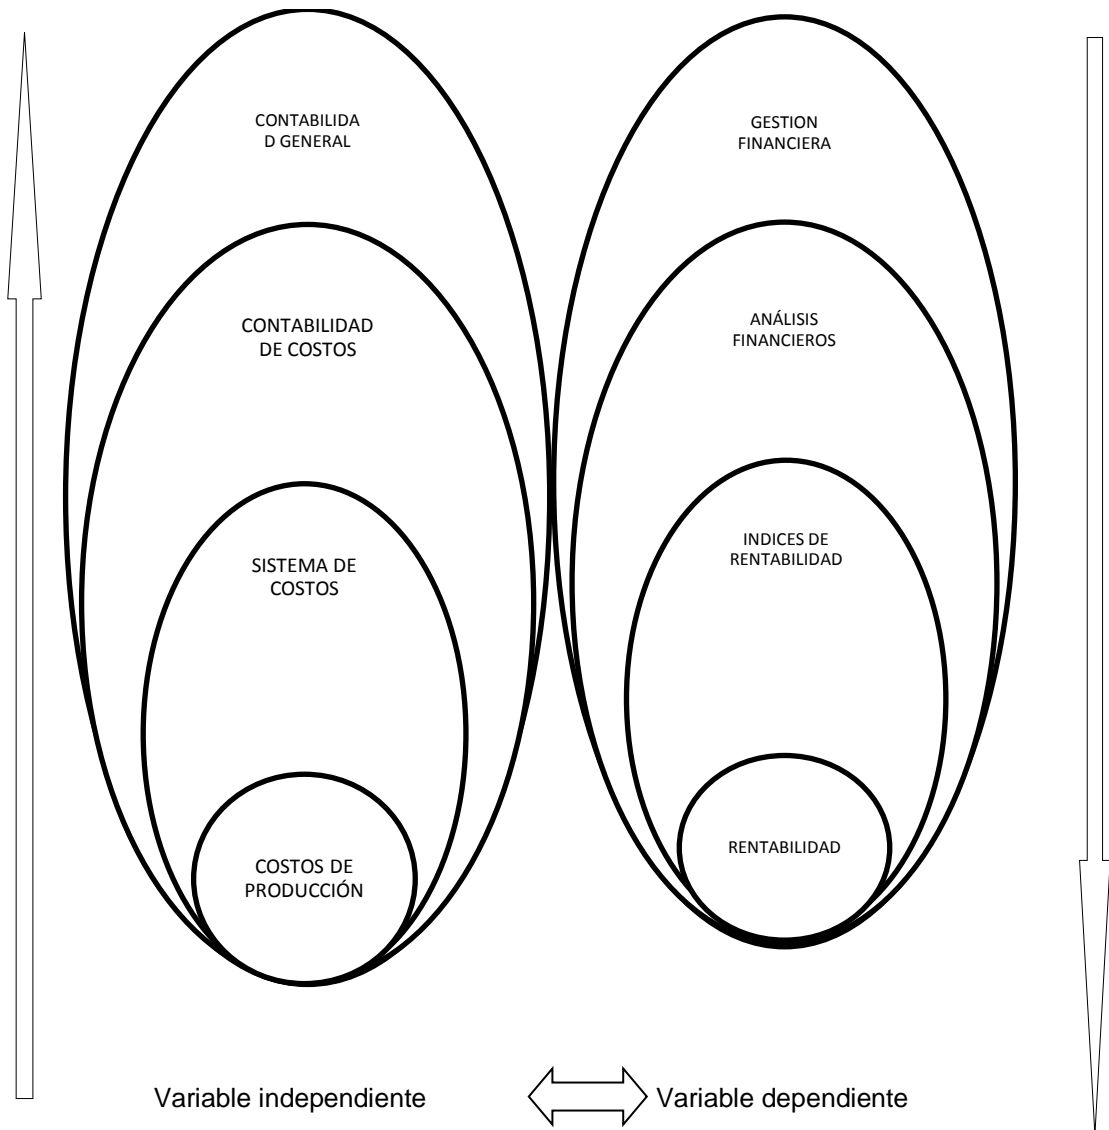 CONTABILIDA
D GENERAL
CONTABILIDAD
DE COSTOS
SISTEMA DE
COSTOS
COSTOS DE
PRODUCCIÓN
GESTION
FINANCIERA
ANÁLISIS
FINANCIEROS
INDICES DE
RENTABILIDAD
RENTABILIDAD
Variable independiente
Variable dependiente